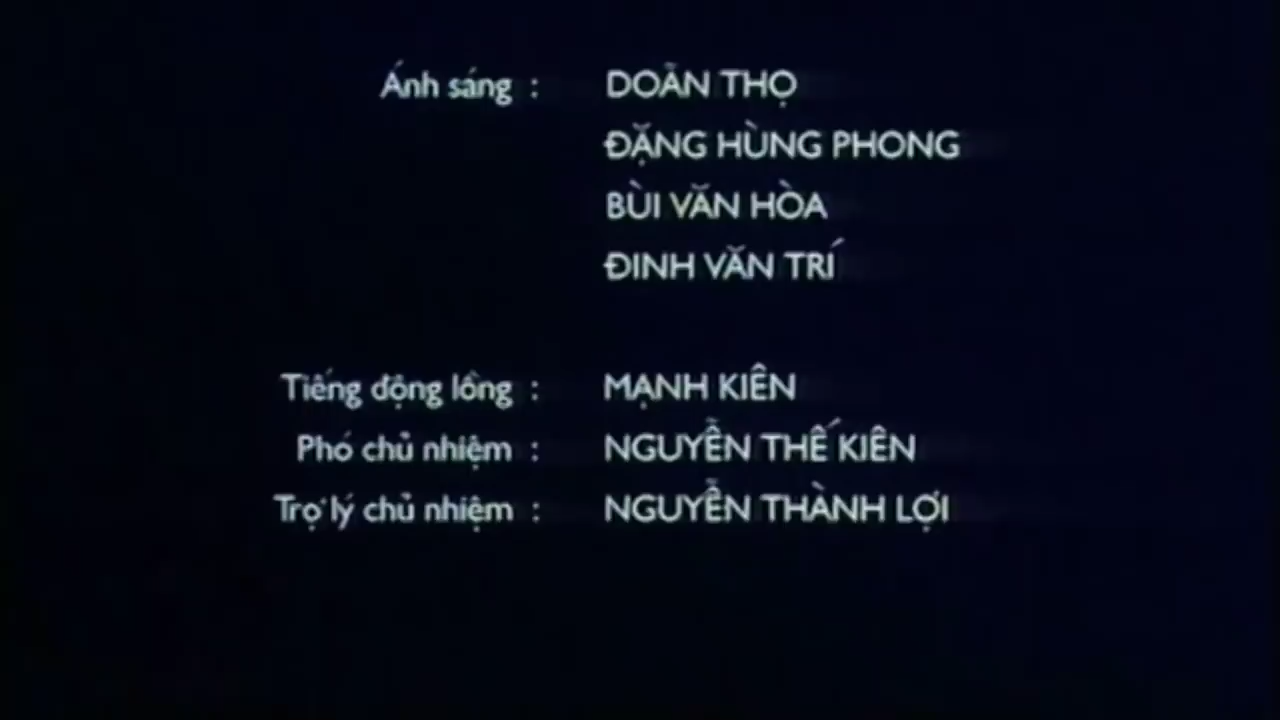 Ánh sáng : DOÃN THỌ
ĐẶNG HÙNG PHONG
BÙI VĂN HÒA
ĐINH VĂN TRÍ
Tiếng động lồng : MẠNH KIÊN
Phó chủ nhiệm : NGUYỄN THẾ KIÊN
Trợ lý chủ nhiệm : NGUYỄN THÀNH LỢI